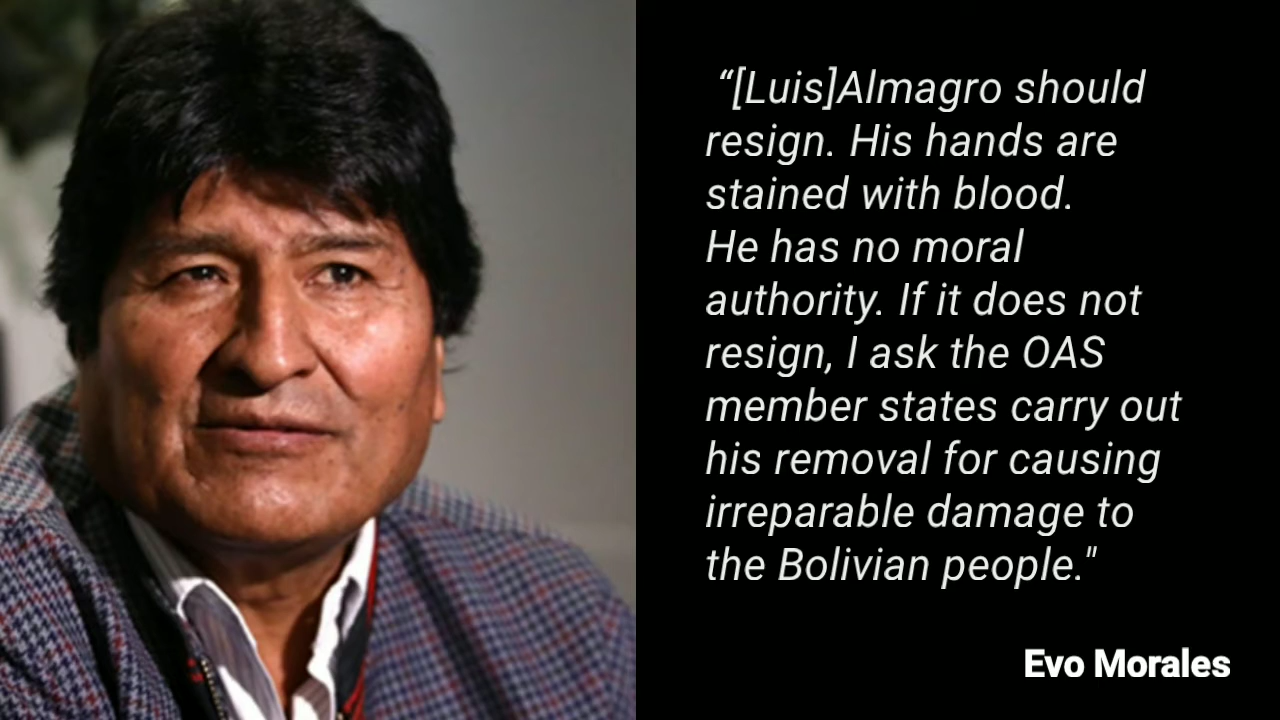 “[Luis]Almagro should
resign. His hands are
stained with blood.
He has no moral
authority. If it does not
resign, I ask the OAS
member states carry out
his removal for causing
irreparable damage to
the Bolivian people."
Evo Morales